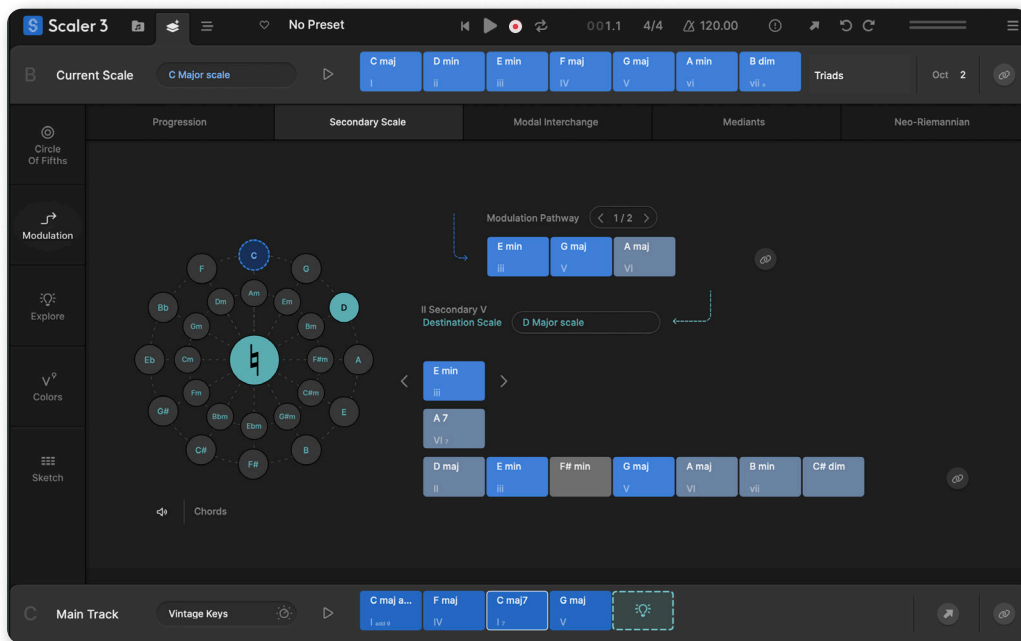 S Scaler 3
No Preset
001.1 4/4 120.00
B Current Scale C Major scale
C maj D min E min F maj G maj A min B dim
I ii iii IV V vi vii o
Triads Oct 2
Circle
Of Fifths
Modulation
Explore
V 9
Colors
Sketch
Progression Secondary Scale Modal Interchange Mediants Neo-Riemannian
C
F G
Am
Dm Em
Bb D
Gm Bm
Eb Cm F#m A
Fm C#m
G# E
Bbm G#m
Ebm
C# B
F#
Chords
Modulation Pathway 1 / 2
E min G maj A maj
iii V VI
II Secondary V
Destination Scale D Major scale
E min
iii
A 7
VI 7
D maj E min F# min G maj A maj B min C# dim
II iii V VI vii
C Main Track Vintage Keys
C maj a... F maj C maj7 G maj
I add 9 IV I 7 V